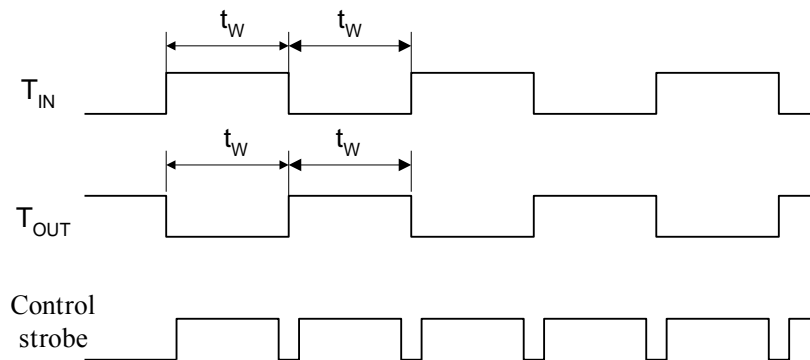 t_W t_W
T_IN
t_W t_W
T_OUT
Control
strobe